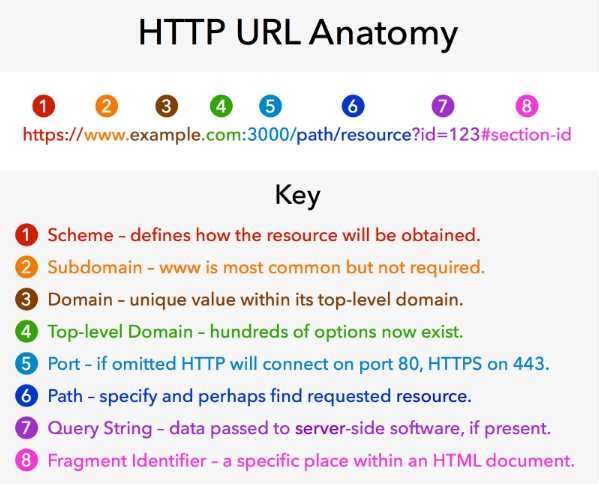 HTTP URL Anatomy
1 2 3 4 5 6 7 8
https://www.example.com:3000/path/resource?id=123#section-id
Key
1 Scheme – defines how the resource will be obtained.
2 Subdomain – www is most common but not required.
3 Domain – unique value within its top-level domain.
4 Top-level Domain – hundreds of options now exist.
5 Port – if omitted HTTP will connect on port 80, HTTPS on 443.
6 Path – specify and perhaps find requested resource.
7 Query String – data passed to server-side software, if present.
8 Fragment Identifier – a specific place within an HTML document.